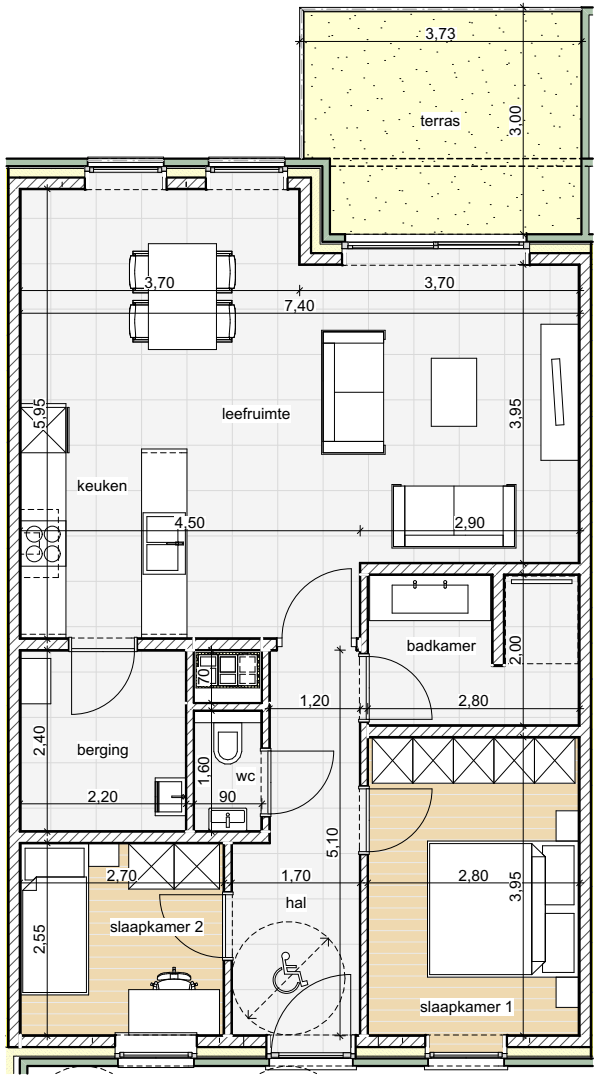 3,73
terras
3,00
3,70
3,70
7,40
5,95
3,95
leefruimte
keuken
4,50
2,90
badkamer
2,00
70
1,20
2,80
2,40
berging
1,60
wc
2,20
90
5,10
2,70
1,70
2,80
3,95
hal
slaapkamer 2
2,55
slaapkamer 1